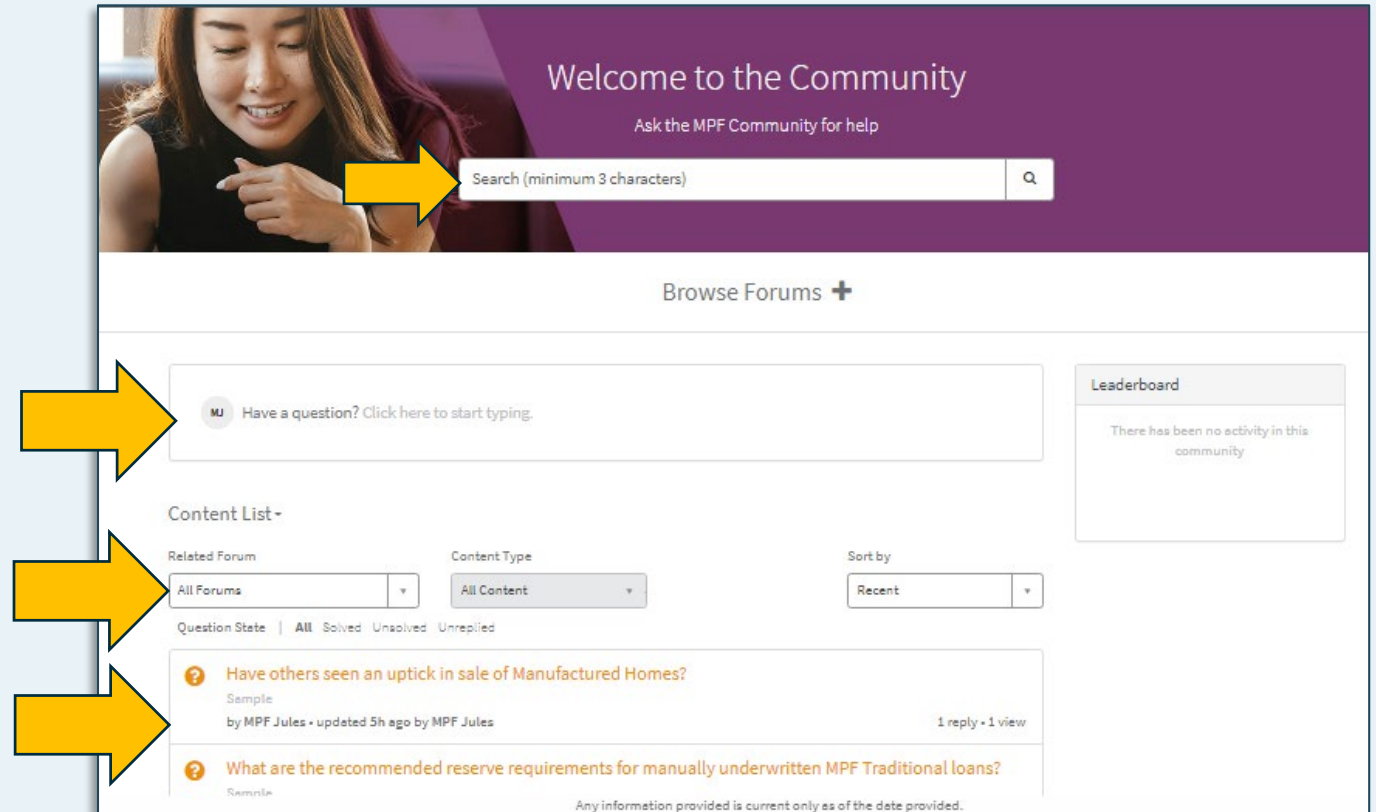 Welcome to the Community
Ask the MPF Community for help
Search (minimum 3 characters)
Browse Forums
MJ Have a question? Click here to start typing.
Leaderboard
There has been no activity in this
community
Content List
Related Forum Content Type Sort by
All Forums All Content Recent
Question State | All Solved Unsolved Unreplied
? Have others seen an uptick in sale of Manufactured Homes?
Sample
by MPF Jules • updated 5h ago by MPF Jules 1 reply • 1 view
? What are the recommended reserve requirements for manually underwritten MPF Traditional loans?
Sample
Any information provided is current only as of the date provided.